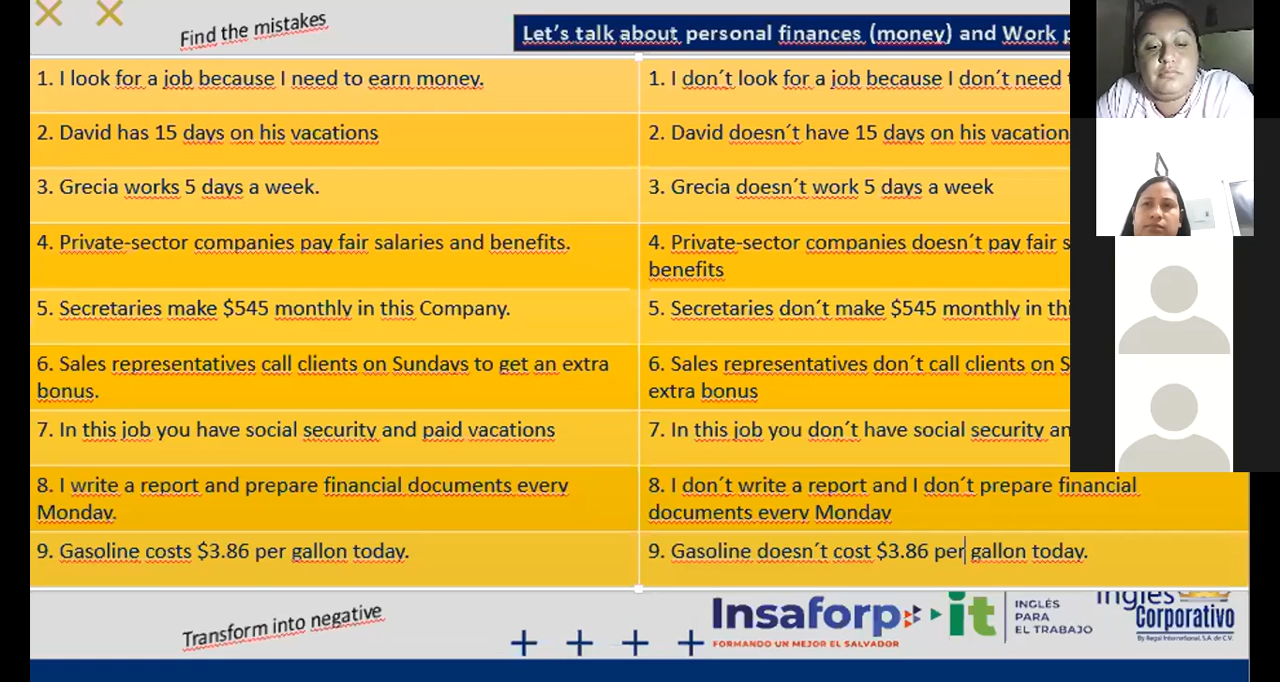 Find the mistakes
Let's talk about personal finances (money) and Work
1. I look for a job because I need to earn money.
1. I don´t look for a job because I don´t need
2. David has 15 days on his vacations
2. David doesn´t have 15 days on his vacation
3. Grecia works 5 days a week.
3. Grecia doesn´t work 5 days a week
4. Private-sector companies pay fair salaries and benefits.
4. Private-sector companies doesn´t pay fair
benefits
5. Secretaries make $545 monthly in this Company.
5. Secretaries don´t make $545 monthly in
6. Sales representatives call clients on Sundays to get an extra
bonus.
6. Sales representatives don´t call clients on
extra bonus
7. In this job you have social security and paid vacations
7. In this job you don´t have social security
8. I write a report and prepare financial documents every
Monday.
8. I don´t write a report and I don´t prepare financial
documents every Monday
9. Gasoline costs $3.86 per gallon today.
9. Gasoline doesn´t cost $3.86 per gallon today.
Transform into negative
Insaforp
FORMANDO UN MEJOR EL SALVADOR
it
INGLÉS
PARA
EL TRABAJO
Inglés
Corporativo
By Regal International, S.A. de C.V.